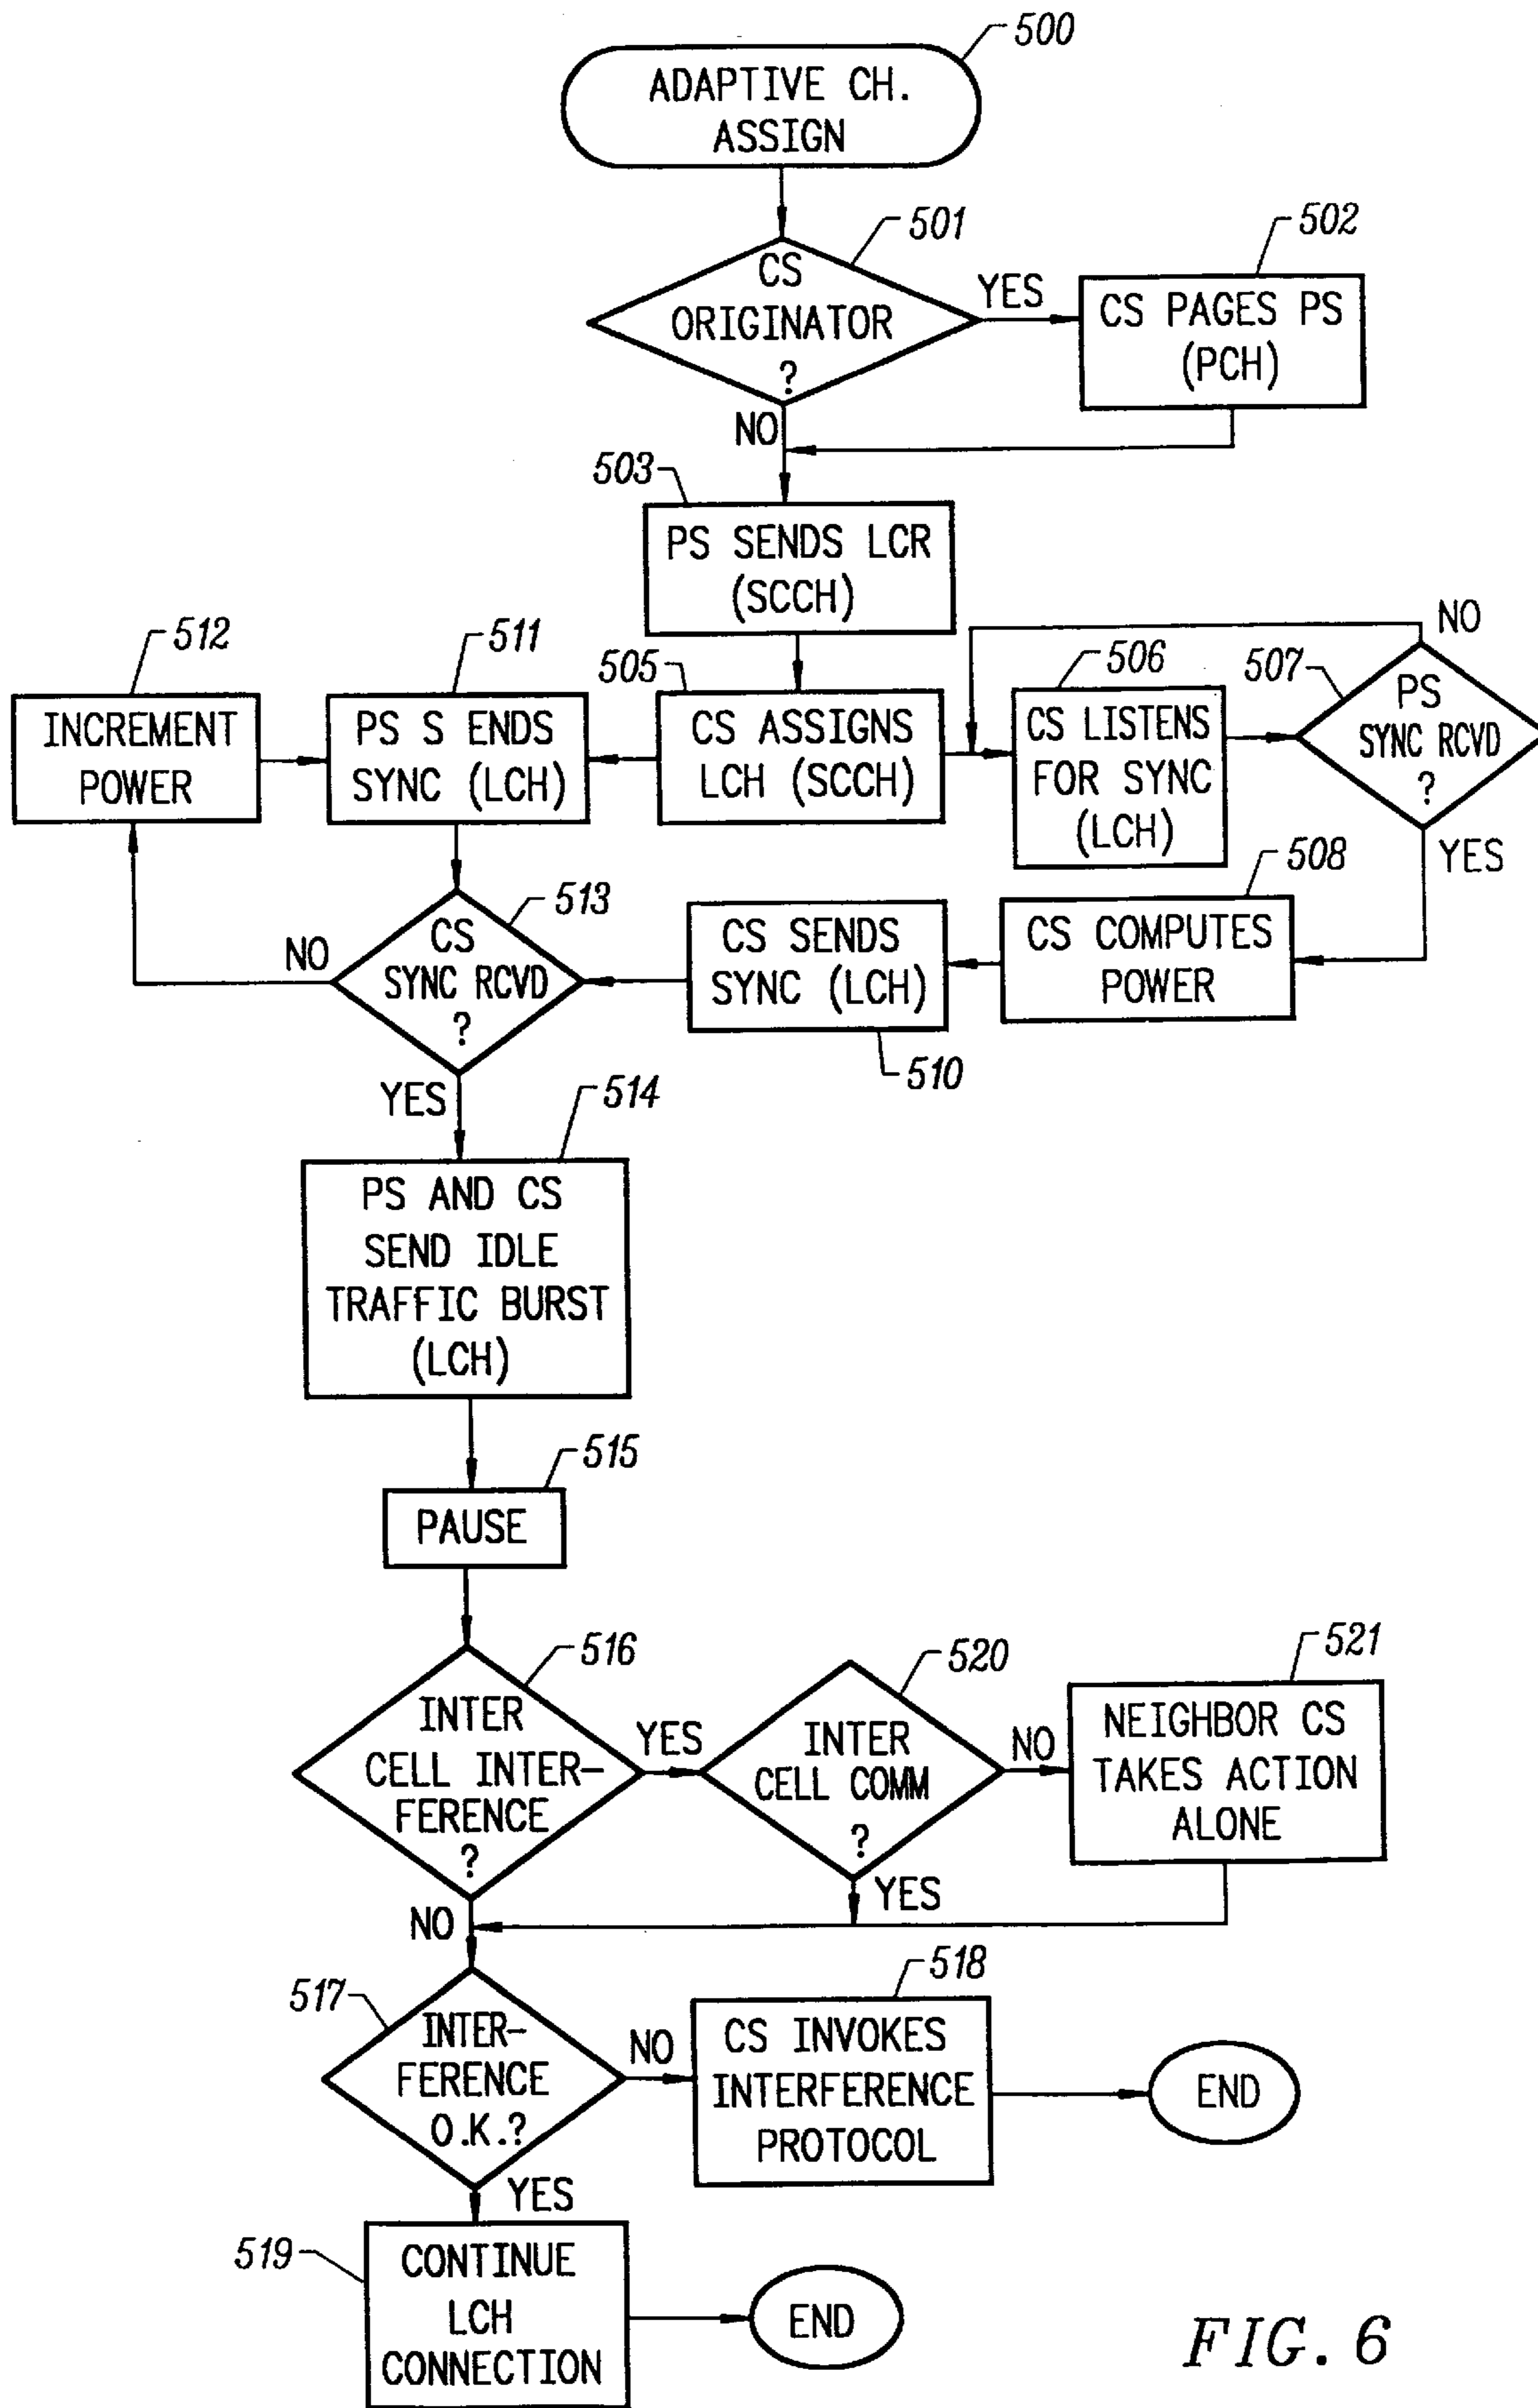 500
ADAPTIVE CH.
ASSIGN
501
CS
ORIGINATOR
?
YES
NO
502
CS PAGES PS
(PCH)
503
PS SENDS LCR
(SCCH)
512
INCREMENT
POWER
511
PS S ENDS
SYNC (LCH)
505
CS ASSIGNS
LCH (SCCH)
506
CS LISTENS
FOR SYNC
(LCH)
NO
507
PS
SYNC RCVD
?
YES
508
CS COMPUTES
POWER
CS SENDS
SYNC (LCH)
510
513
CS
SYNC RCVD
?
NO
YES
514
PS AND CS
SEND IDLE
TRAFFIC BURST
(LCH)
515
PAUSE
516
INTER
CELL INTER-
FERENCE
?
YES
NO
520
INTER
CELL COMM
?
NO
YES
521
NEIGHBOR CS
TAKES ACTION
ALONE
517
INTER-
FERENCE
O.K.?
NO
YES
518
CS INVOKES
INTERFERENCE
PROTOCOL
END
519
CONTINUE
LCH
CONNECTION
END
FIG. 6